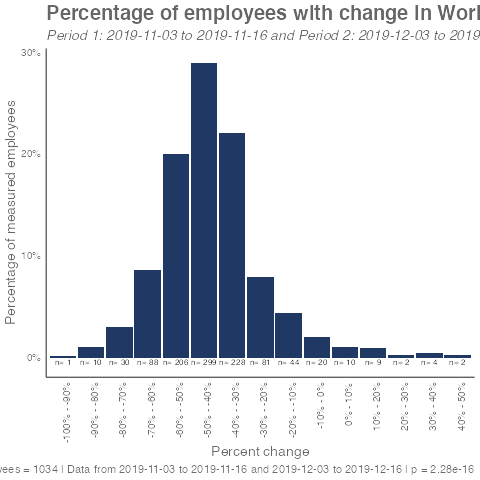 Percentage of employees with change in Worl
Period 1: 2019-11-03 to 2019-11-16 and Period 2: 2019-12-03 to 2019
30%
20%
10%
0%
Percentage of measured employees
n= 1 n= 10 n= 30 n= 88 n= 206 n= 299 n= 228 n= 81 n= 44 n= 20 n= 10 n= 9 n= 2 n= 4 n= 2
-100% - -90%
-90% - -80%
-80% - -70%
-70% - -60%
-60% - -50%
-50% - -40%
-40% - -30%
-30% - -20%
-20% - -10%
-10% - 0%
0% - 10%
10% - 20%
20% - 30%
30% - 40%
40% - 50%
Percent change
yees = 1034 | Data from 2019-11-03 to 2019-11-16 and 2019-12-03 to 2019-12-16 | p = 2.28e-16